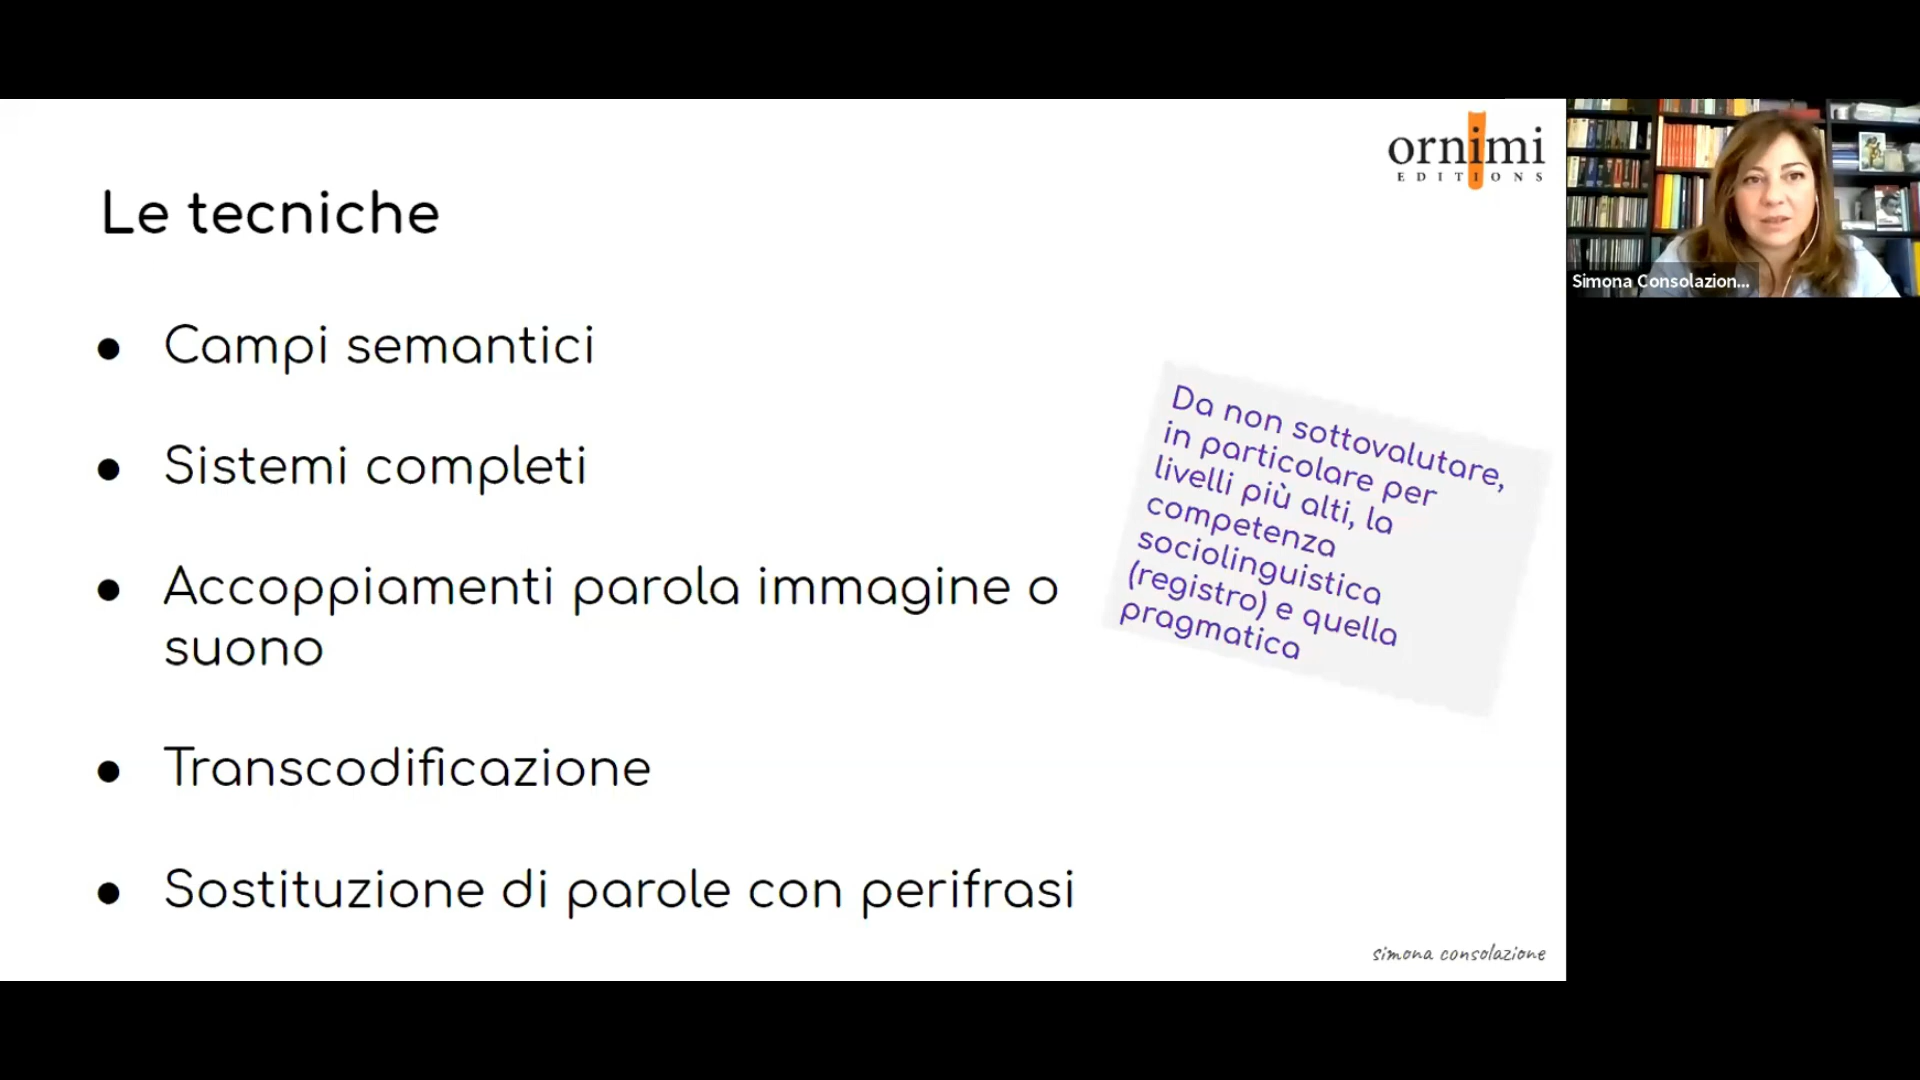 ornimi
EDITIONS
Le tecniche
● Campi semantici
● Sistemi completi
● Accoppiamenti parola immagine o
suono
● Transcodificazione
● Sostituzione di parole con perifrasi
Da non sottovalutare,
in particolare per
livelli più alti, la
competenza
sociolinguistica
(registro) e quella
pragmatica
simona consolazione
Simona Consolazion...